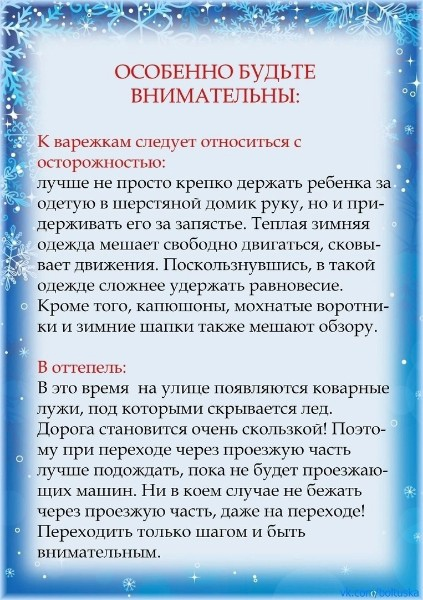 ОСОБЕННО БУДЬТЕ
ВНИМАТЕЛЬНЫ:
К варежкам следует относиться с
осторожностью:
лучше не просто крепко держать ребенка за
одетую в шерстяной домик руку, но и при-
держивать его за запястье. Теплая зимняя
одежда мешает свободно двигаться, сковы-
вает движения. Поскользнувшись, в такой
одежде сложнее удержать равновесие.
Кроме того, капюшоны, мохнатые воротни-
ки и зимние шапки также мешают обзору.
В оттепель:
В это время на улице появляются коварные
лужи, под которыми скрывается лед.
Дорога становится очень скользкой! Поэто-
му при переходе через проезжую часть
лучше подождать, пока не будет проезжаю-
щих машин. Ни в коем случае не бежать
через проезжую часть, даже на переходе!
Переходить только шагом и быть
внимательным.
vk.com/boltuska